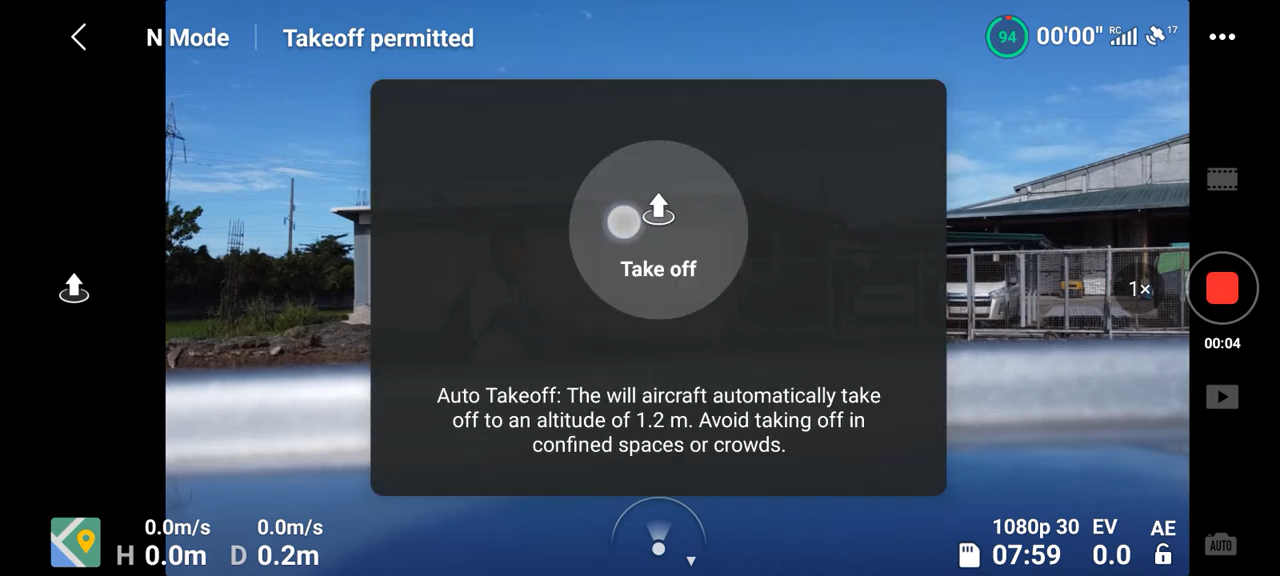 N Mode
Takeoff permitted
94
00'00"
RC
17
Take off
1×
00:04
Auto Takeoff: The will aircraft automatically take
off to an altitude of 1.2 m. Avoid taking off in
confined spaces or crowds.
0.0m/s 0.0m/s
H 0.0m D 0.2m
1080p 30 EV AE
07:59 0.0
AUTO